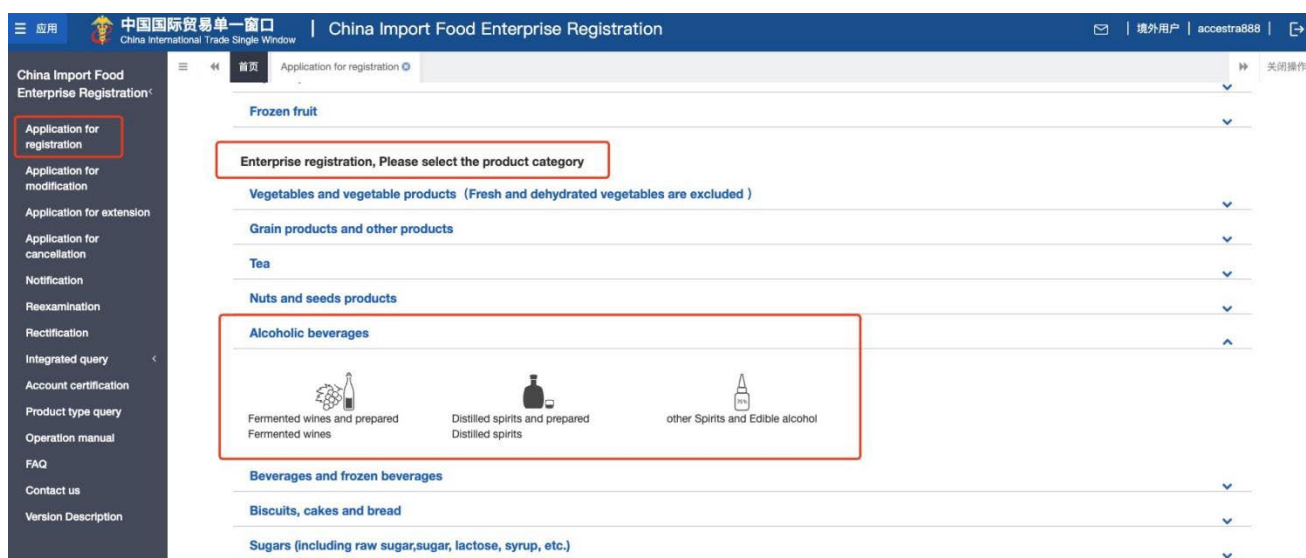 应用
中国国际贸易单一窗口
China International Trade Single Window
China Import Food Enterprise Registration
境外用户
accestra888
China Import Food
Enterprise Registration
首页
Application for registration
关闭操作
Application for
registration
Application for
modification
Application for extension
Application for
cancellation
Notification
Reexamination
Rectification
Integrated query
Account certification
Product type query
Operation manual
FAQ
Contact us
Version Description
Frozen fruit
Enterprise registration, Please select the product category
Vegetables and vegetable products（Fresh and dehydrated vegetables are excluded ）
Grain products and other products
Tea
Nuts and seeds products
Alcoholic beverages
Fermented wines and prepared
Fermented wines
Distilled spirits and prepared
Distilled spirits
75%
other Spirits and Edible alcohol
Beverages and frozen beverages
Biscuits, cakes and bread
Sugars (including raw sugar,sugar, lactose, syrup, etc.)